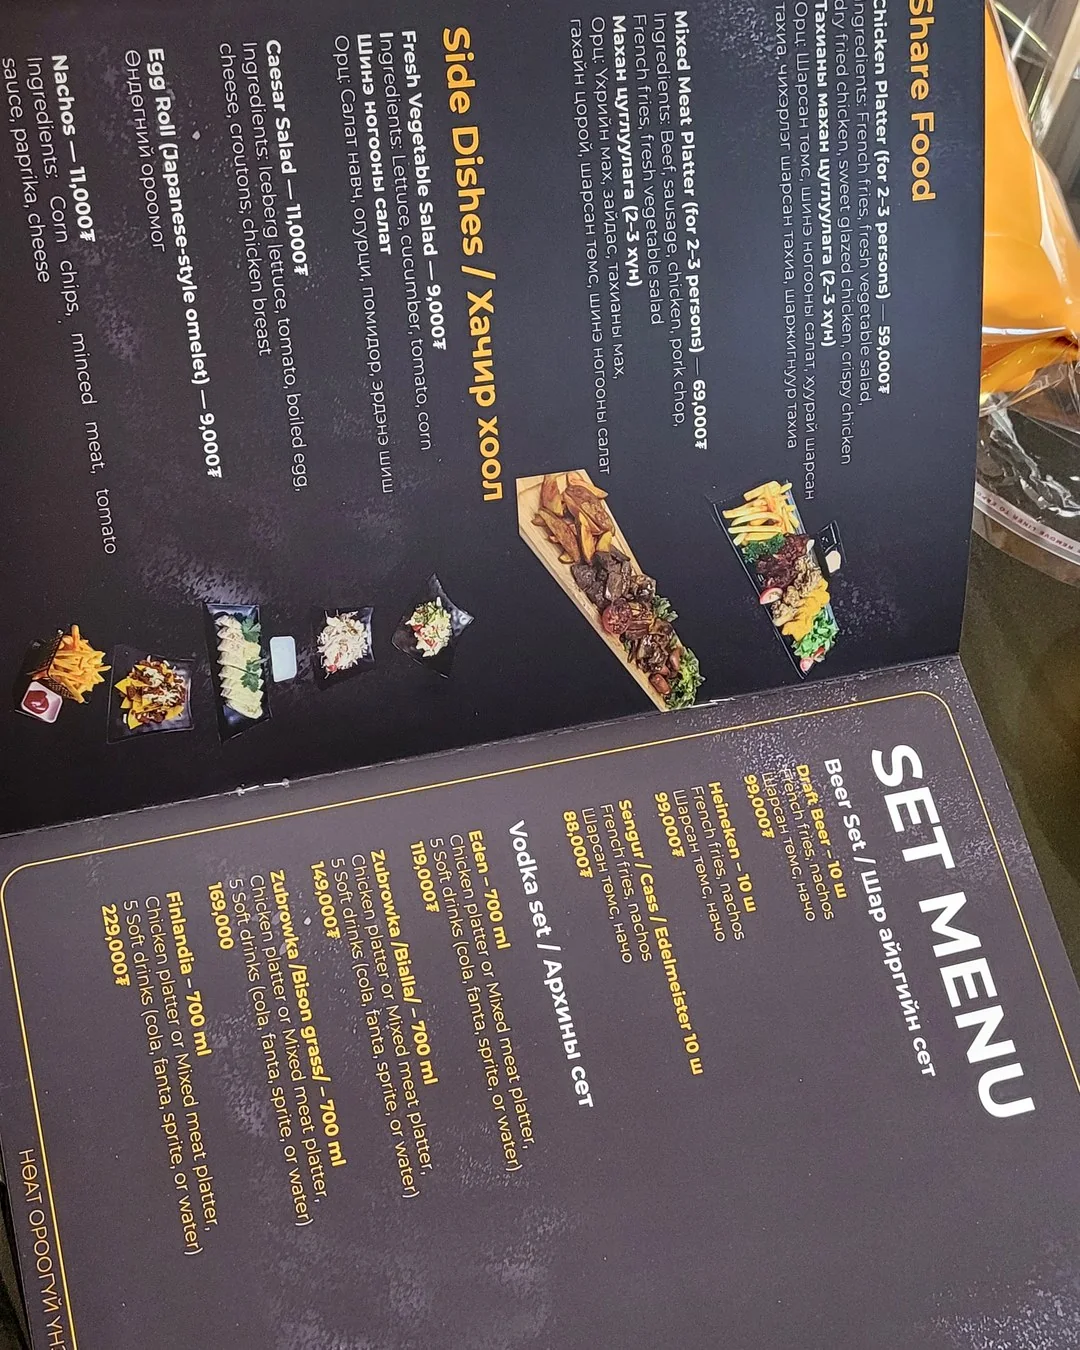 Share Food
Chicken Platter (for 2-3 persons) — 59,000₮
Ingredients: French fries, fresh vegetable salad,
dry fried chicken, sweet glazed chicken, crispy chicken
Тахианы махан цуглуулага (2-3 хүн)
Орц: Шарсан төмс, шинэ ногооны салат, хуурай шарсан
тахиа, чихэрлэг шарсан тахиа, шаржигнуур тахиа
Mixed Meat Platter (for 2-3 persons) — 69,000₮
Ingredients: Beef, sausage, chicken, pork chop,
French fries, fresh vegetable salad
Махан цуглуулага (2-3 хүн)
Орц: Үхрийн мах, зайдас, тахианы мах,
гахайн цотой, шарсан төмс, шинэ ногооны салат
Side Dishes / Хачир хоол
Fresh Vegetable Salad — 9,000₮
Ingredients: Lettuce, cucumber, tomato, corn
Шинэ ногооны салат
Орц: Салат навч, огурци, помидор, эрдэнэ шиш
Caesar Salad — 11,000₮
Ingredients: Iceberg lettuce, tomato, boiled egg,
cheese, croutons, chicken breast
Egg Roll (Japanese-style omelet) — 9,000₮
Өндөгний ороомог
Nachos — 11,000₮
Ingredients: Corn chips, minced meat, tomato
sauce, paprika, cheese
SET MENU
Beer Set / Шар айргийн сет
Draft Beer - 10 ш
French fries, nachos
Шарсан төмс, начо
99,000₮
Heineken - 10 ш
French fries, nachos
Шарсан төмс, начо
99,000₮
Sengur / Cass / Edelmeister 10 ш
French fries, nachos
Шарсан төмс, начо
88,000₮
Vodka set / Архины сет
Eden – 700 ml
Chicken platter or Mixed meat platter,
5 Soft drinks (cola, fanta, sprite, or water)
119,000₮
Zubrowka /Bialla/ – 700 ml
Chicken platter or Mixed meat platter,
5 Soft drinks (cola, fanta, sprite, or water)
149,000₮
Zubrowka /Bison grass/ – 700 ml
Chicken platter or Mixed meat platter,
5 Soft drinks (cola, fanta, sprite, or water)
169,000
Finlandia – 700 ml
Chicken platter or Mixed meat platter,
5 Soft drinks (cola, fanta, sprite, or water)
229,000₮
НӨАТ ОРООГҮЙ
REMOVE LINER TO